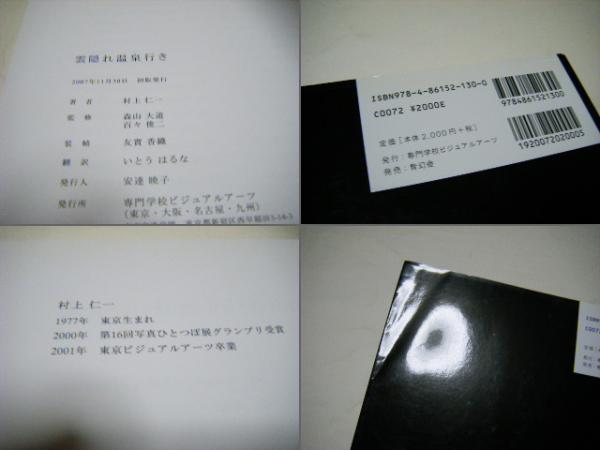 雲隠れ温泉行き
2007年11月30日　初版発行
著　者　村上 仁一
監　修　森山 大道
百々 俊二
装　幀　友實 香織
翻　訳　いとう はるな
発行人　安達 暁子
発行所　専門学校ビジュアルアーツ
（東京・大阪・名古屋・九州）
ISBN978-4-86152-130-0
C0072 ¥2000E
定価［本体2,000円+税］
発行：専門学校ビジュアルアーツ
発売：青幻舎
9784861521300
1920072020005
村上 仁一
1977年　東京生まれ
2000年　第16回写真ひとつぼ展グランプリ受賞
2001年　東京ビジュアルアーツ卒業